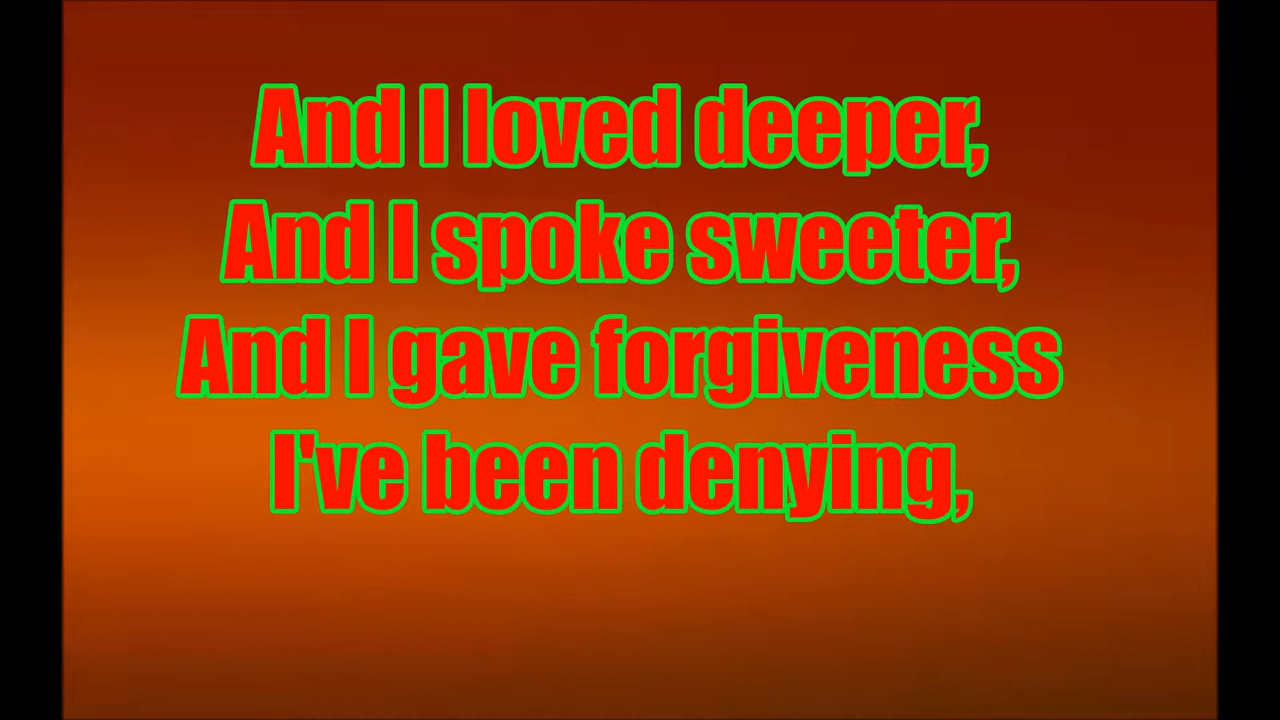 And I loved deeper,
And I spoke sweeter,
And I gave forgiveness
I've been denying,